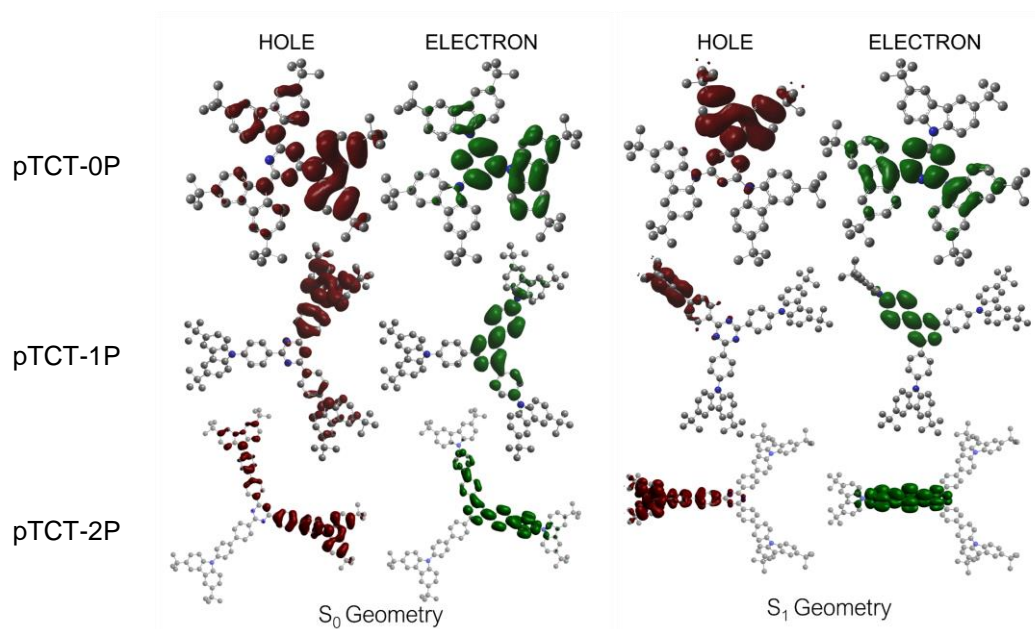 HOLE ELECTRON HOLE ELECTRON
pTCT-0P
pTCT-1P
pTCT-2P
S₀ Geometry S₁ Geometry